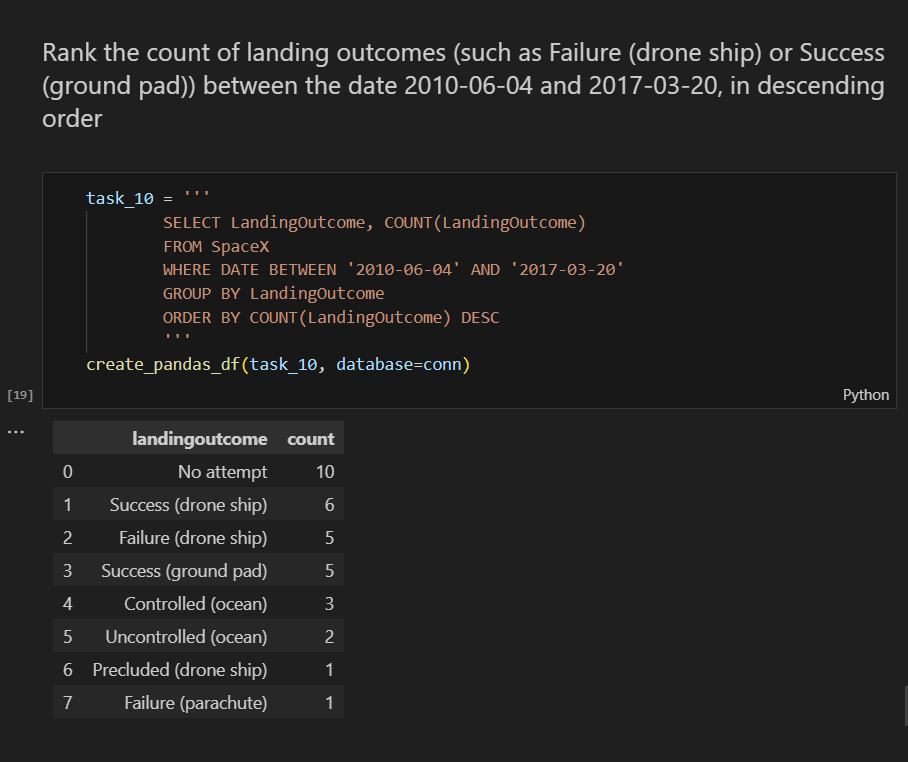 Rank the count of landing outcomes (such as Failure (drone ship) or Success
(ground pad)) between the date 2010-06-04 and 2017-03-20, in descending
order
task_10 = '''
SELECT LandingOutcome, COUNT(LandingOutcome)
FROM SpaceX
WHERE DATE BETWEEN '2010-06-04' AND '2017-03-20'
GROUP BY LandingOutcome
ORDER BY COUNT(LandingOutcome) DESC
'''
create_pandas_df(task_10, database=conn)
[19]
Python
...
landingoutcome count
0 No attempt 10
1 Success (drone ship) 6
2 Failure (drone ship) 5
3 Success (ground pad) 5
4 Controlled (ocean) 3
5 Uncontrolled (ocean) 2
6 Precluded (drone ship) 1
7 Failure (parachute) 1